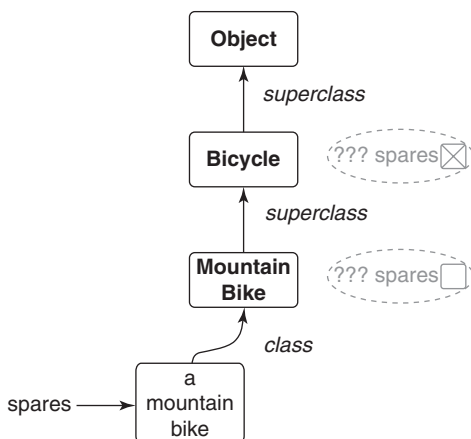 Object
superclass
Bicycle
??? spares
superclass
Mountain
Bike
??? spares
class
a
mountain
bike
spares